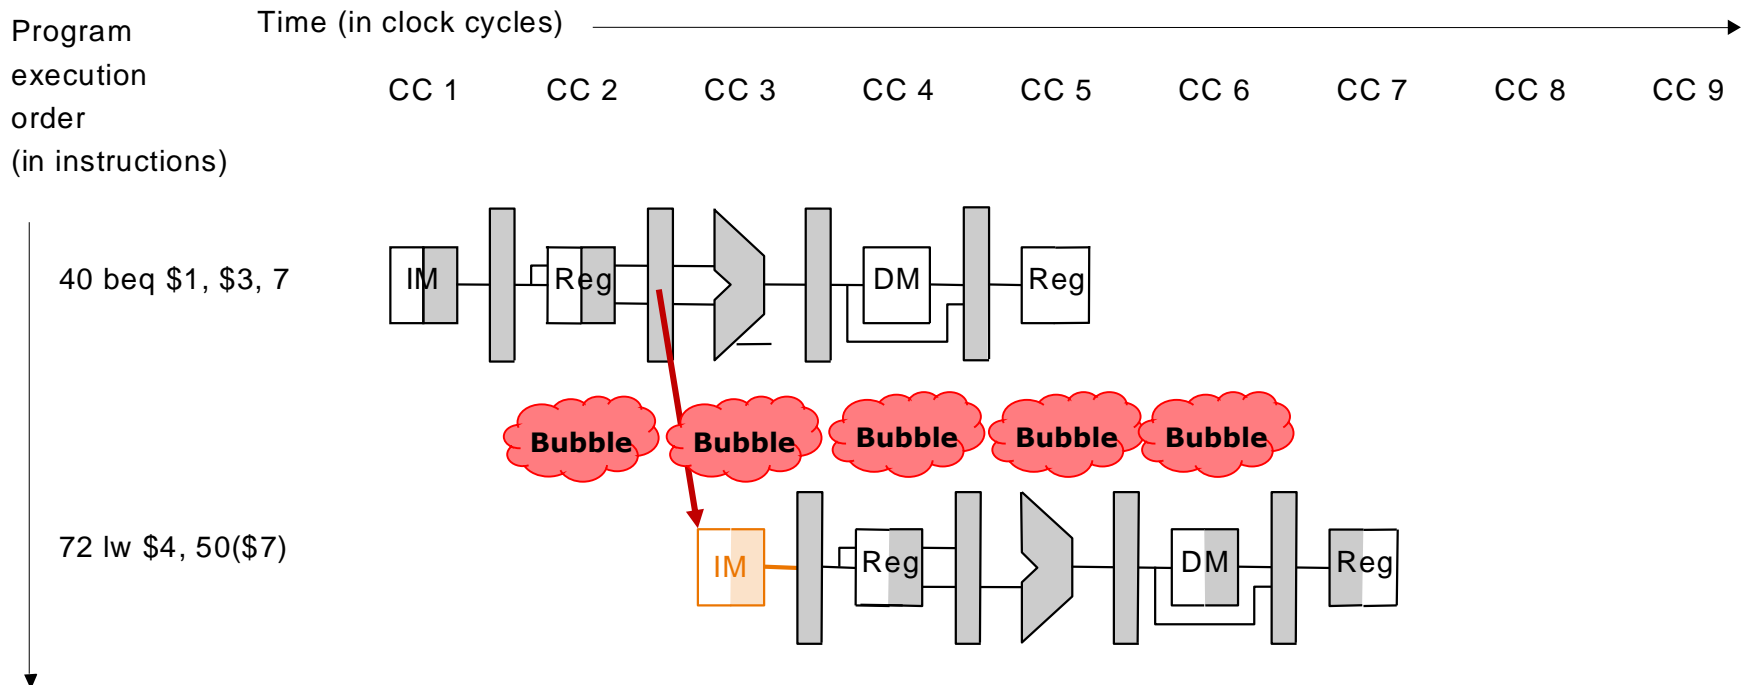 Program
execution
order
(in instructions)
Time (in clock cycles)
CC 1 CC 2 CC 3 CC 4 CC 5 CC 6 CC 7 CC 8 CC 9
40 beq $1, $3, 7
IM Reg DM Reg
Bubble Bubble Bubble Bubble Bubble
72 lw $4, 50($7)
IM Reg DM Reg